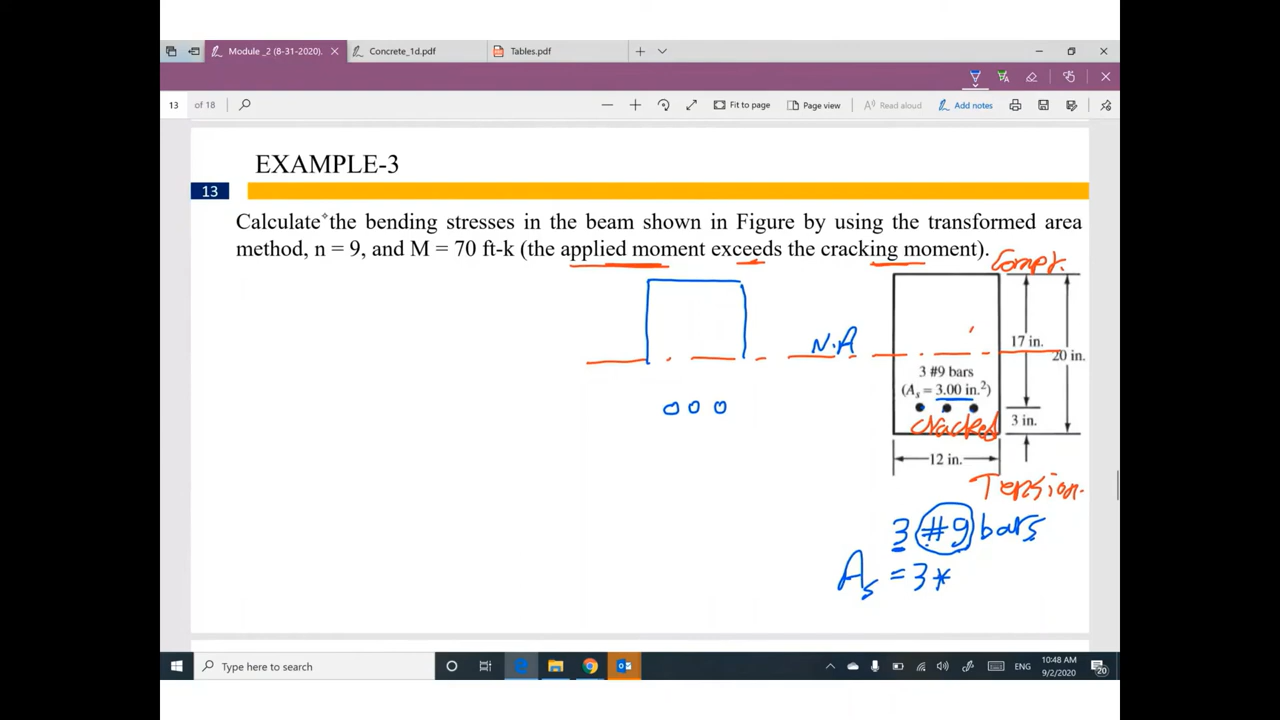 Module _2 (8-31-2020).
Concrete_1d.pdf
Tables.pdf
13 of 18
Fit to page
Page view
Read aloud
Add notes
EXAMPLE-3
13
Calculate the bending stresses in the beam shown in Figure by using the transformed area
method, n = 9, and M = 70 ft-k (the applied moment exceeds the cracking moment).
Compr.
N.A
17 in.
20 in.
3 #9 bars
(As = 3.00 in.²)
Cracked
3 in.
12 in.
Tension.
3 #9 bars
As = 3*
Type here to search
ENG
10:48 AM
9/2/2020
20